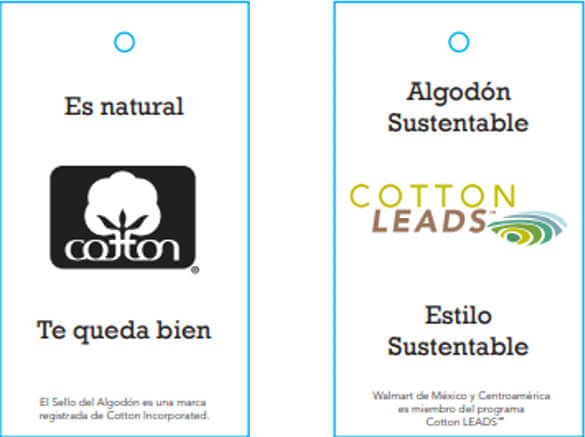 Es natural
cotton
®
Te queda bien
El Sello del Algodón es una marca
registrada de Cotton Incorporated.
Algodón
Sustentable
COTTON
LEADS™
Estilo
Sustentable
Walmart de México y Centroamérica
es miembro del programa
Cotton LEADS℠